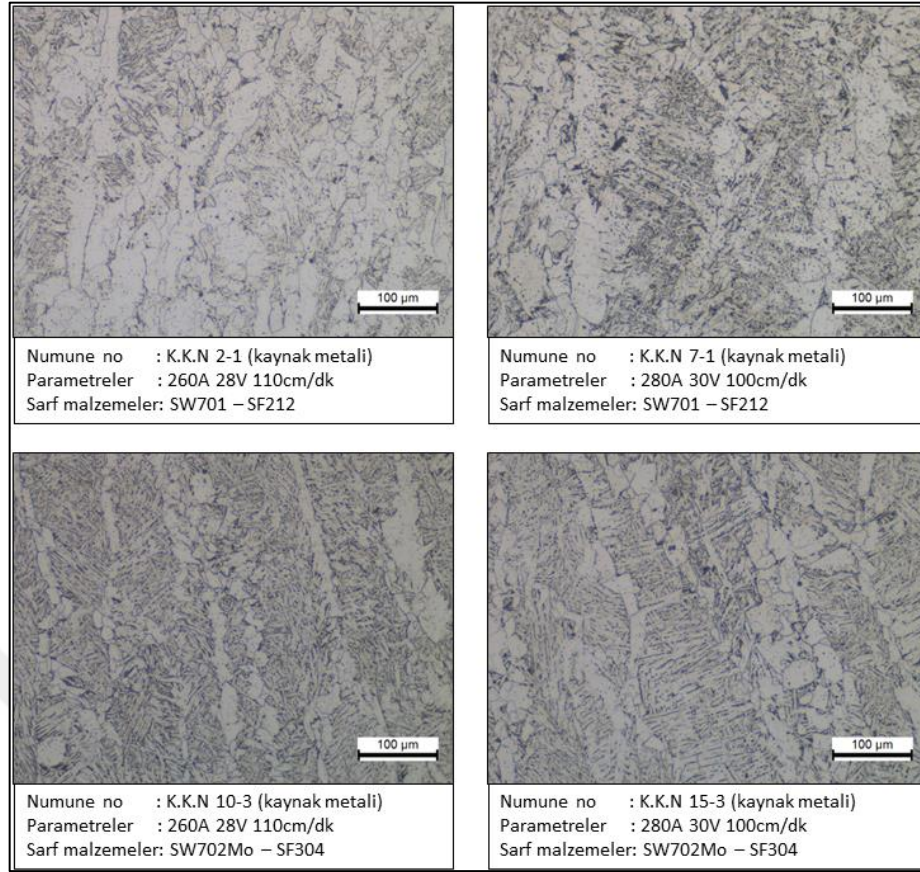 100 µm
100 µm
Numune no : K.K.N 2-1 (kaynak metali)
Parametreler : 260A 28V 110cm/dk
Sarf malzemeler: SW701 – SF212
Numune no : K.K.N 7-1 (kaynak metali)
Parametreler : 280A 30V 100cm/dk
Sarf malzemeler: SW701 – SF212
100 µm
100 µm
Numune no : K.K.N 10-3 (kaynak metali)
Parametreler : 260A 28V 110cm/dk
Sarf malzemeler: SW702Mo – SF304
Numune no : K.K.N 15-3 (kaynak metali)
Parametreler : 280A 30V 100cm/dk
Sarf malzemeler: SW702Mo – SF304